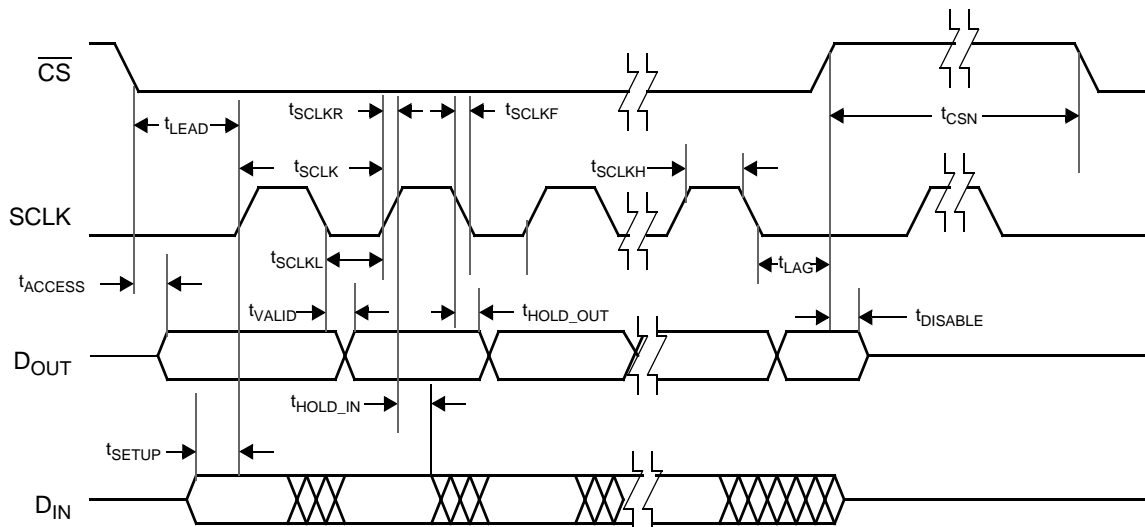 CS
tLEAD
tSCLKR
tSCLKF
tCSN
tSCLK
tSCLKH
SCLK
tSCLKL
tLAG
tACCESS
tVALID
tHOLD_OUT
tDISABLE
DOUT
tHOLD_IN
tSETUP
DIN